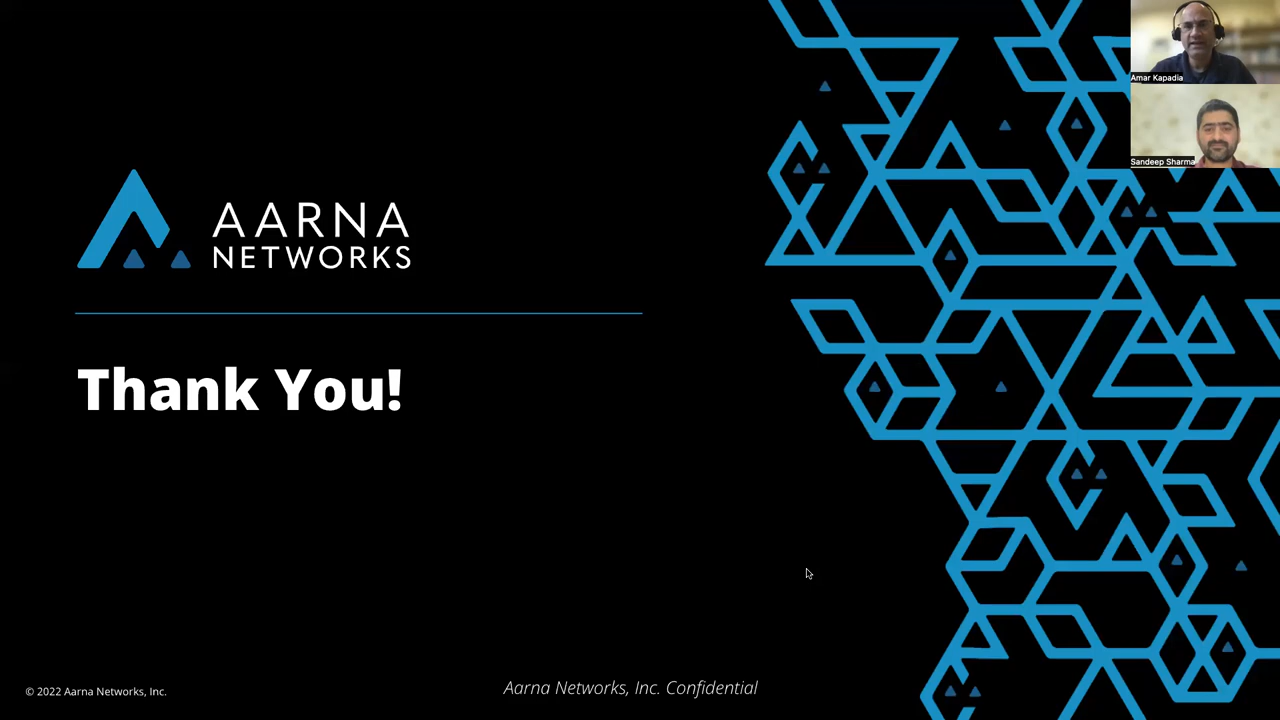 Amar Kapadia
Sandeep Sharma
AARNA
NETWORKS
Thank You!
© 2022 Aarna Networks, Inc.
Aarna Networks, Inc. Confidential